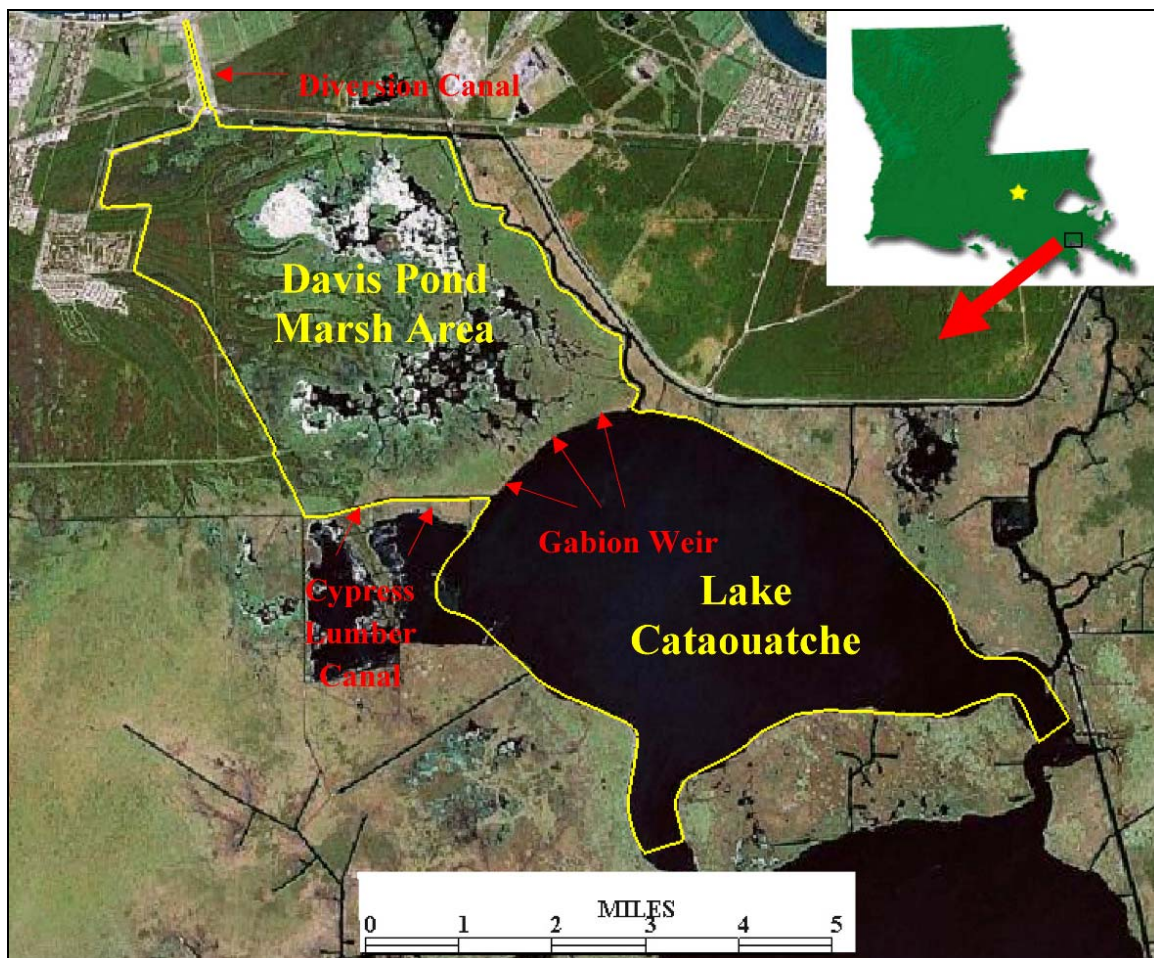 Diversion Canal
Davis Pond
Marsh Area
Gabion Weir
Cypress
Lumber
Canal
Lake
Cataouatche
MILES
0 1 2 3 4 5